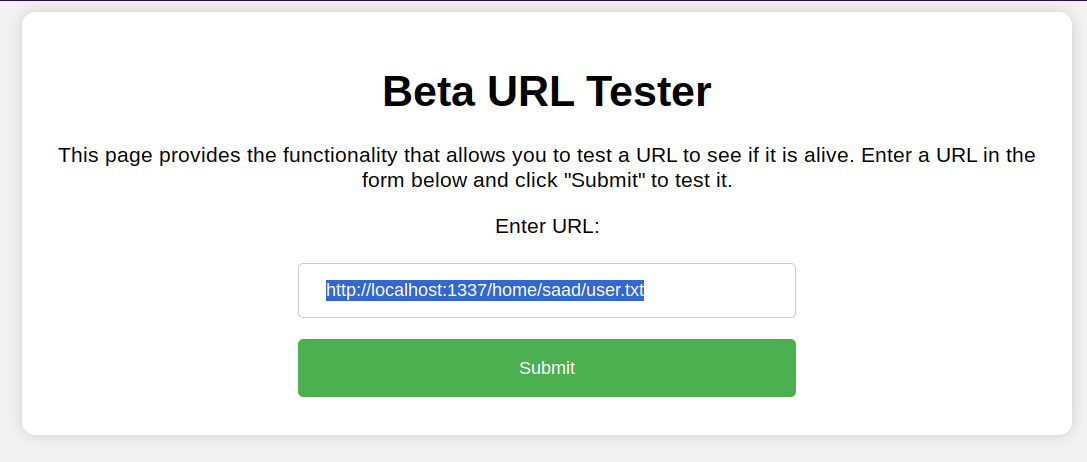 Beta URL Tester
This page provides the functionality that allows you to test a URL to see if it is alive. Enter a URL in the
form below and click "Submit" to test it.
Enter URL:
http://localhost:1337/home/saad/user.txt
Submit